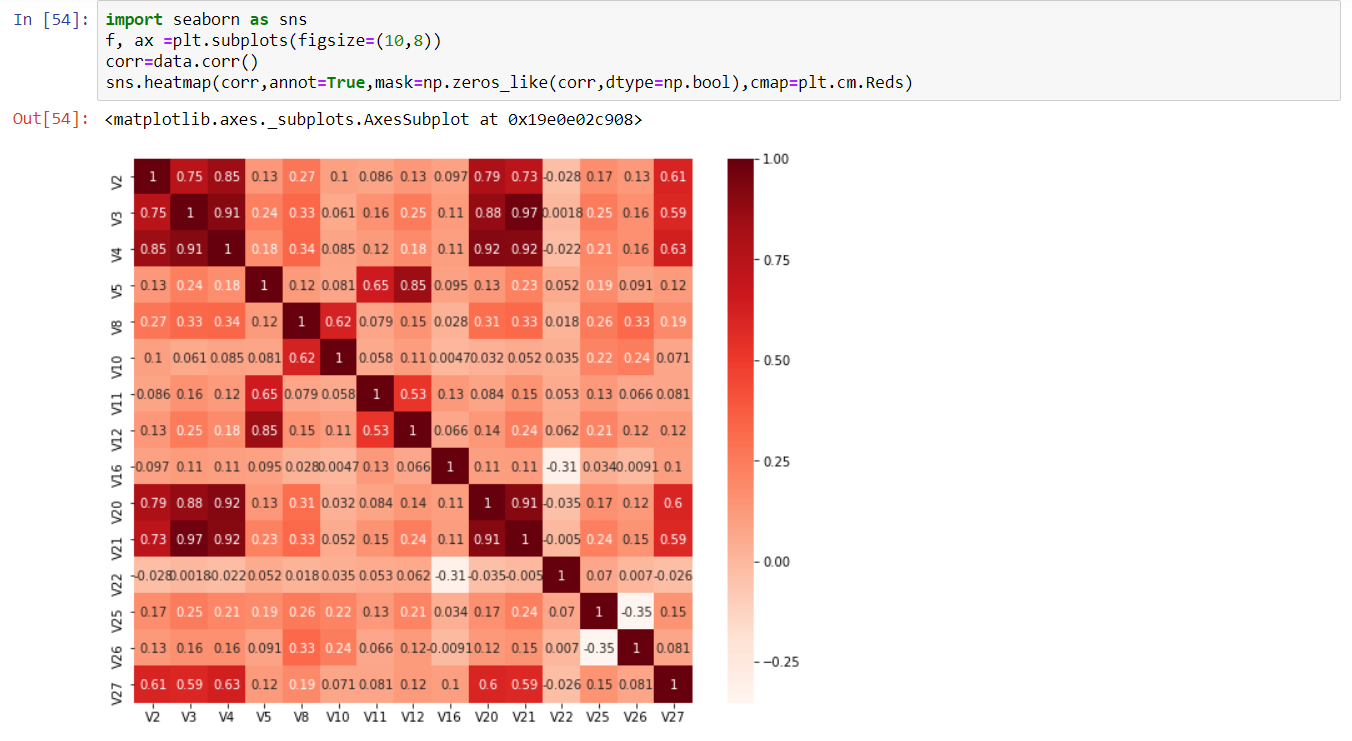 In [54]: import seaborn as sns
f, ax =plt.subplots(figsize=(10,8))
corr=data.corr()
sns.heatmap(corr,annot=True,mask=np.zeros_like(corr,dtype=np.bool),cmap=plt.cm.Reds)
Out[54]: <matplotlib.axes._subplots.AxesSubplot at 0x19e0e02c908>
V2 1 0.75 0.85 0.13 0.27 0.1 0.086 0.13 0.097 0.79 0.73 -0.028 0.17 0.13 0.61
V3 0.75 1 0.91 0.24 0.33 0.061 0.16 0.25 0.11 0.88 0.97 0.0018 0.25 0.16 0.59
V4 0.85 0.91 1 0.18 0.34 0.085 0.12 0.18 0.11 0.92 0.92 -0.022 0.21 0.16 0.63
V5 0.13 0.24 0.18 1 0.12 0.081 0.65 0.85 0.095 0.13 0.23 0.052 0.19 0.091 0.12
V8 0.27 0.33 0.34 0.12 1 0.62 0.079 0.15 0.028 0.31 0.33 0.018 0.26 0.33 0.19
V10 0.1 0.061 0.085 0.081 0.62 1 0.058 0.11 0.0047 0.032 0.052 0.035 0.22 0.24 0.071
V11 0.086 0.16 0.12 0.65 0.079 0.058 1 0.53 0.13 0.084 0.15 0.053 0.13 0.066 0.081
V12 0.13 0.25 0.18 0.85 0.15 0.11 0.53 1 0.066 0.14 0.24 0.062 0.21 0.12 0.12
V16 0.097 0.11 0.11 0.095 0.028 0.0047 0.13 0.066 1 0.11 0.11 -0.31 0.034 0.0091 0.1
V20 0.79 0.88 0.92 0.13 0.31 0.032 0.084 0.14 0.11 1 0.91 -0.035 0.17 0.12 0.6
V21 0.73 0.97 0.92 0.23 0.33 0.052 0.15 0.24 0.11 0.91 1 -0.005 0.24 0.15 0.59
V22 -0.028 0.0018 -0.022 0.052 0.018 0.035 0.053 0.062 -0.31 -0.035 -0.005 1 0.07 0.007 -0.026
V25 0.17 0.25 0.21 0.19 0.26 0.22 0.13 0.21 0.034 0.17 0.24 0.07 1 -0.35 0.15
V26 0.13 0.16 0.16 0.091 0.33 0.24 0.066 0.12 -0.0091 0.12 0.15 0.007 -0.35 1 0.081
V27 0.61 0.59 0.63 0.12 0.19 0.071 0.081 0.12 0.1 0.6 0.59 -0.026 0.15 0.081 1
V2 V3 V4 V5 V8 V10 V11 V12 V16 V20 V21 V22 V25 V26 V27
1.00
0.75
0.50
0.25
0.00
−0.25